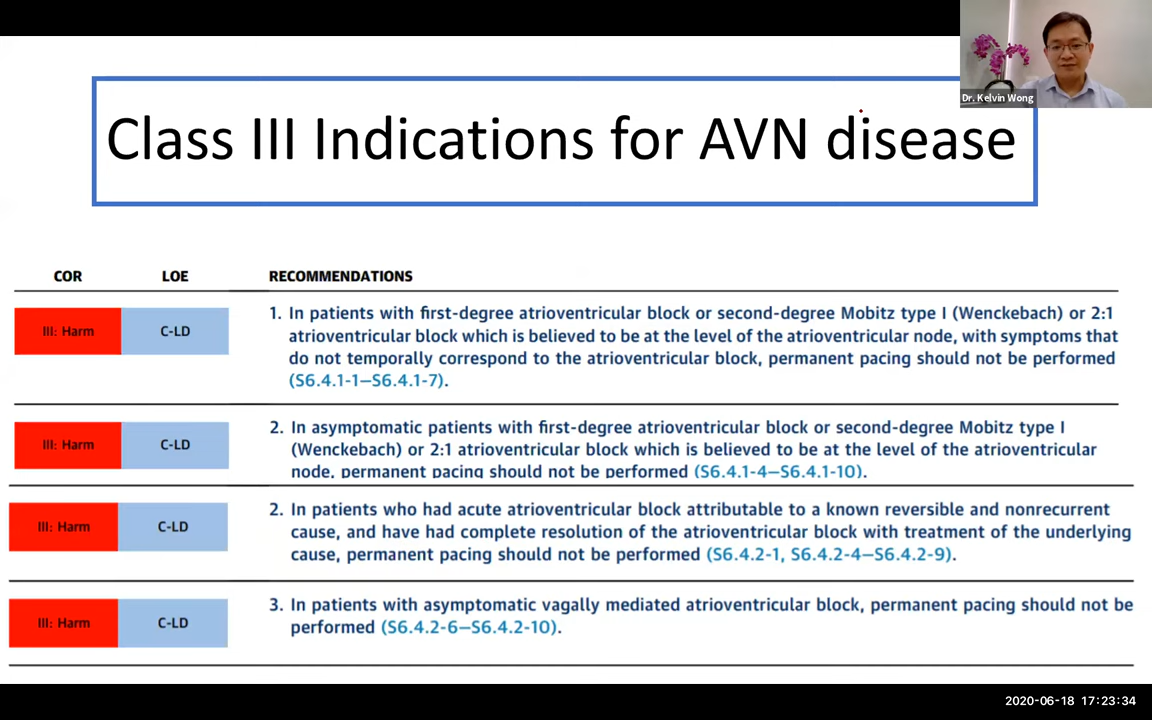 Dr. Kelvin Wong
Class III Indications for AVN disease
COR LOE RECOMMENDATIONS
III: Harm C-LD 1. In patients with first-degree atrioventricular block or second-degree Mobitz type I (Wenckebach) or 2:1
atrioventricular block which is believed to be at the level of the atrioventricular node, with symptoms that
do not temporally correspond to the atrioventricular block, permanent pacing should not be performed
(S6.4.1-1–S6.4.1-7).
III: Harm C-LD 2. In asymptomatic patients with first-degree atrioventricular block or second-degree Mobitz type I
(Wenckebach) or 2:1 atrioventricular block which is believed to be at the level of the atrioventricular
node, permanent pacing should not be performed (S6.4.1-4–S6.4.1-10).
III: Harm C-LD 2. In patients who had acute atrioventricular block attributable to a known reversible and nonrecurrent
cause, and have had complete resolution of the atrioventricular block with treatment of the underlying
cause, permanent pacing should not be performed (S6.4.2-1, S6.4.2-4–S6.4.2-9).
III: Harm C-LD 3. In patients with asymptomatic vagally mediated atrioventricular block, permanent pacing should not be
performed (S6.4.2-6–S6.4.2-10).
2020-06-18 17:23:34